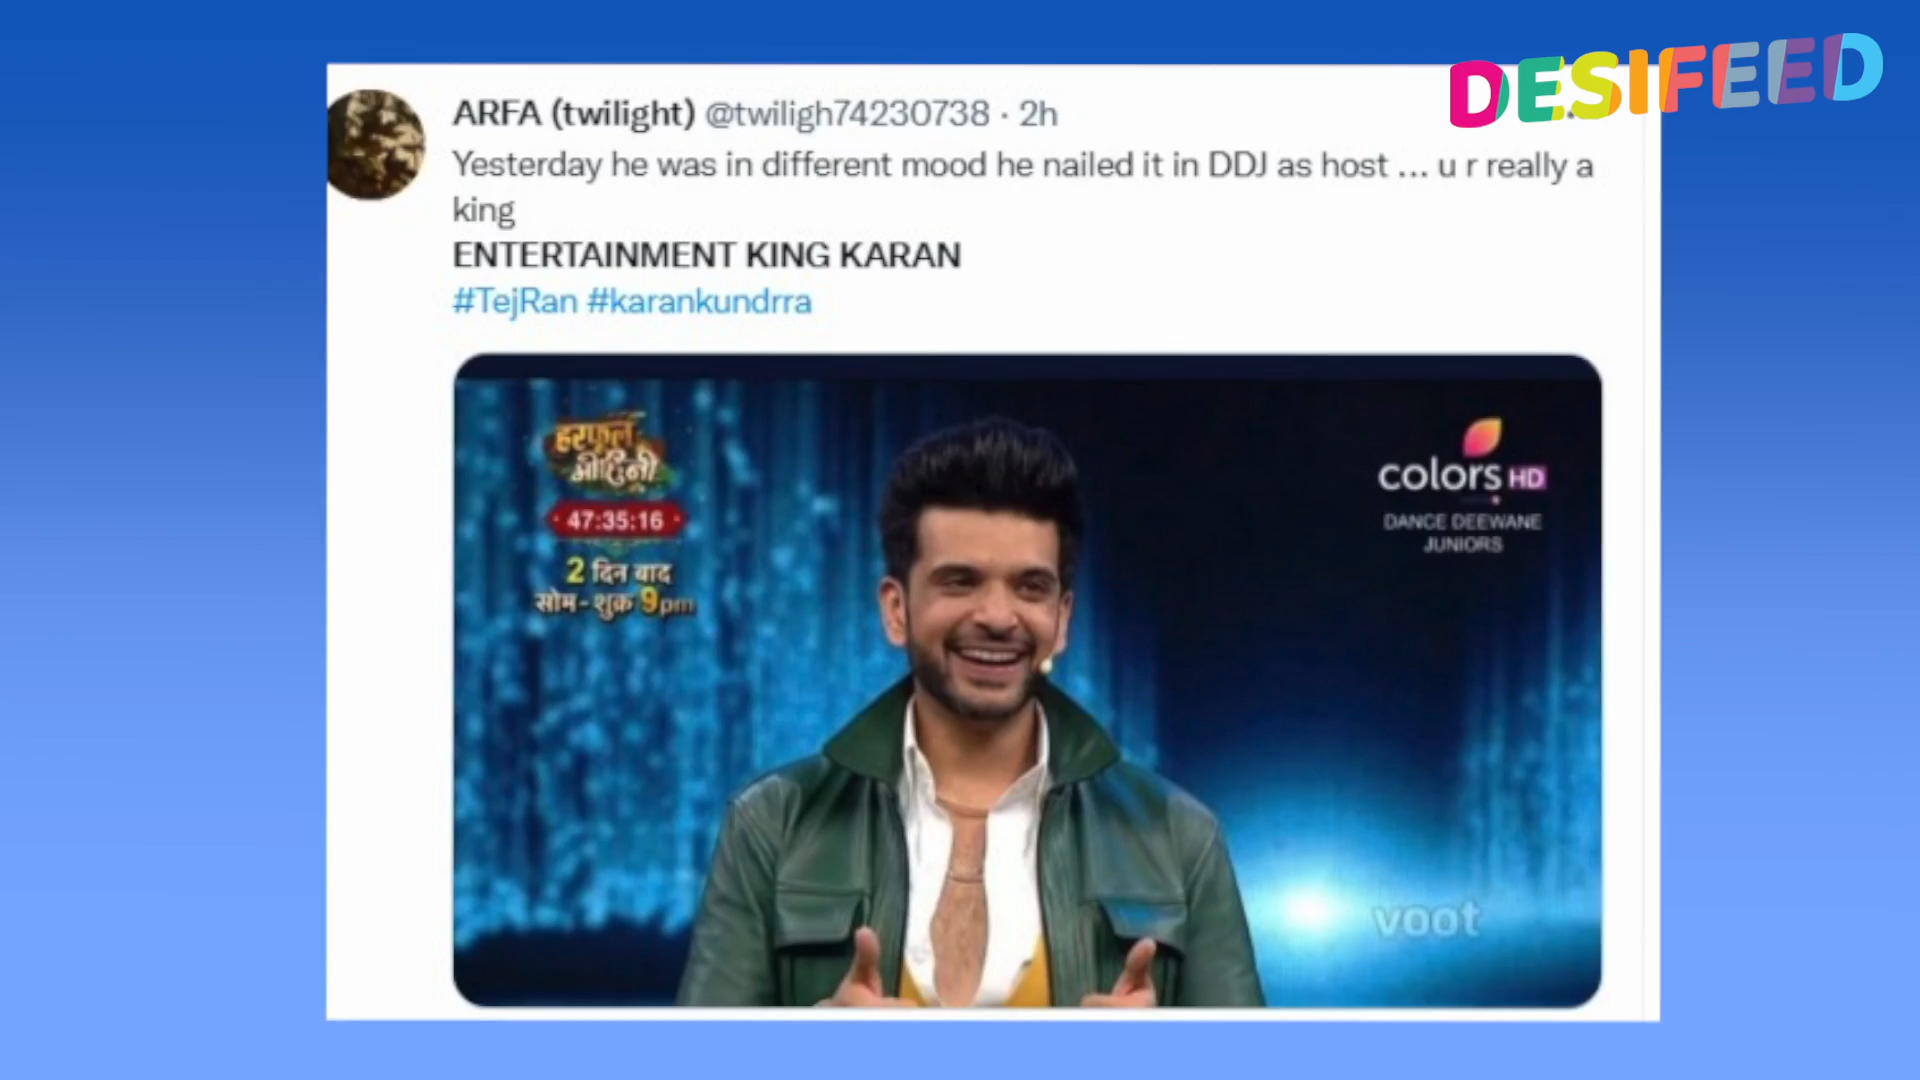 DESIFEED
ARFA (twilight) @twiligh74230738 · 2h
Yesterday he was in different mood he nailed it in DDJ as host ... u r really a
king
ENTERTAINMENT KING KARAN
#TejRan #karankundrra
हरफूल
मोहिनी
47:35:16
2 दिन बाद
सोम-शुक्र 9pm
colors HD
DANCE DEEWANE
JUNIORS
voot